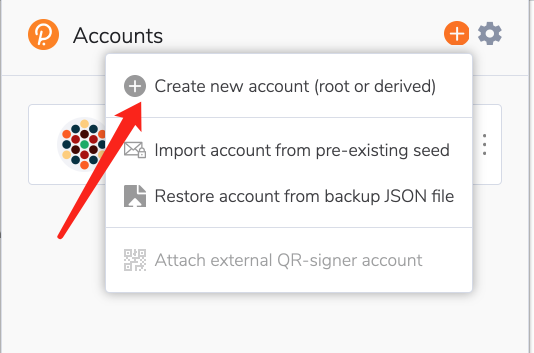 Accounts
Create new account (root or derived)
Import account from pre-existing seed
Restore account from backup JSON file
Attach external QR-signer account